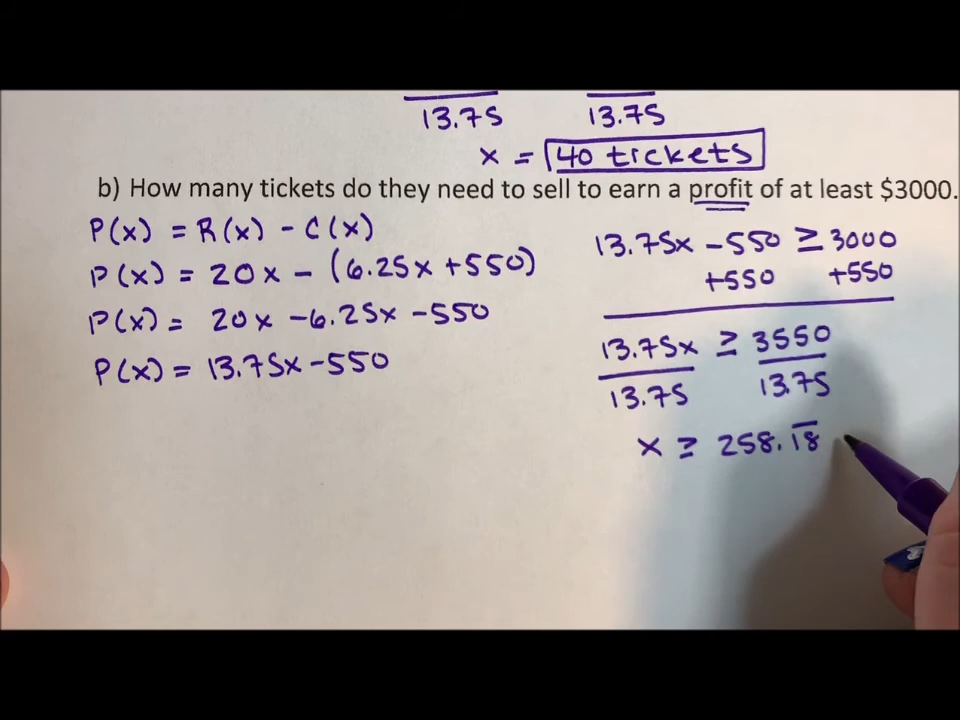 13.75 13.75
x = 40 tickets
b) How many tickets do they need to sell to earn a profit of at least $3000.
P(x) = R(x) - C(x)
P(x) = 20x - (6.25x + 550)
P(x) = 20x - 6.25x - 550
P(x) = 13.75x - 550
13.75x - 550 ≥ 3000
+550 +550
13.75x ≥ 3550
13.75 13.75
x ≥ 258.1̅8̅